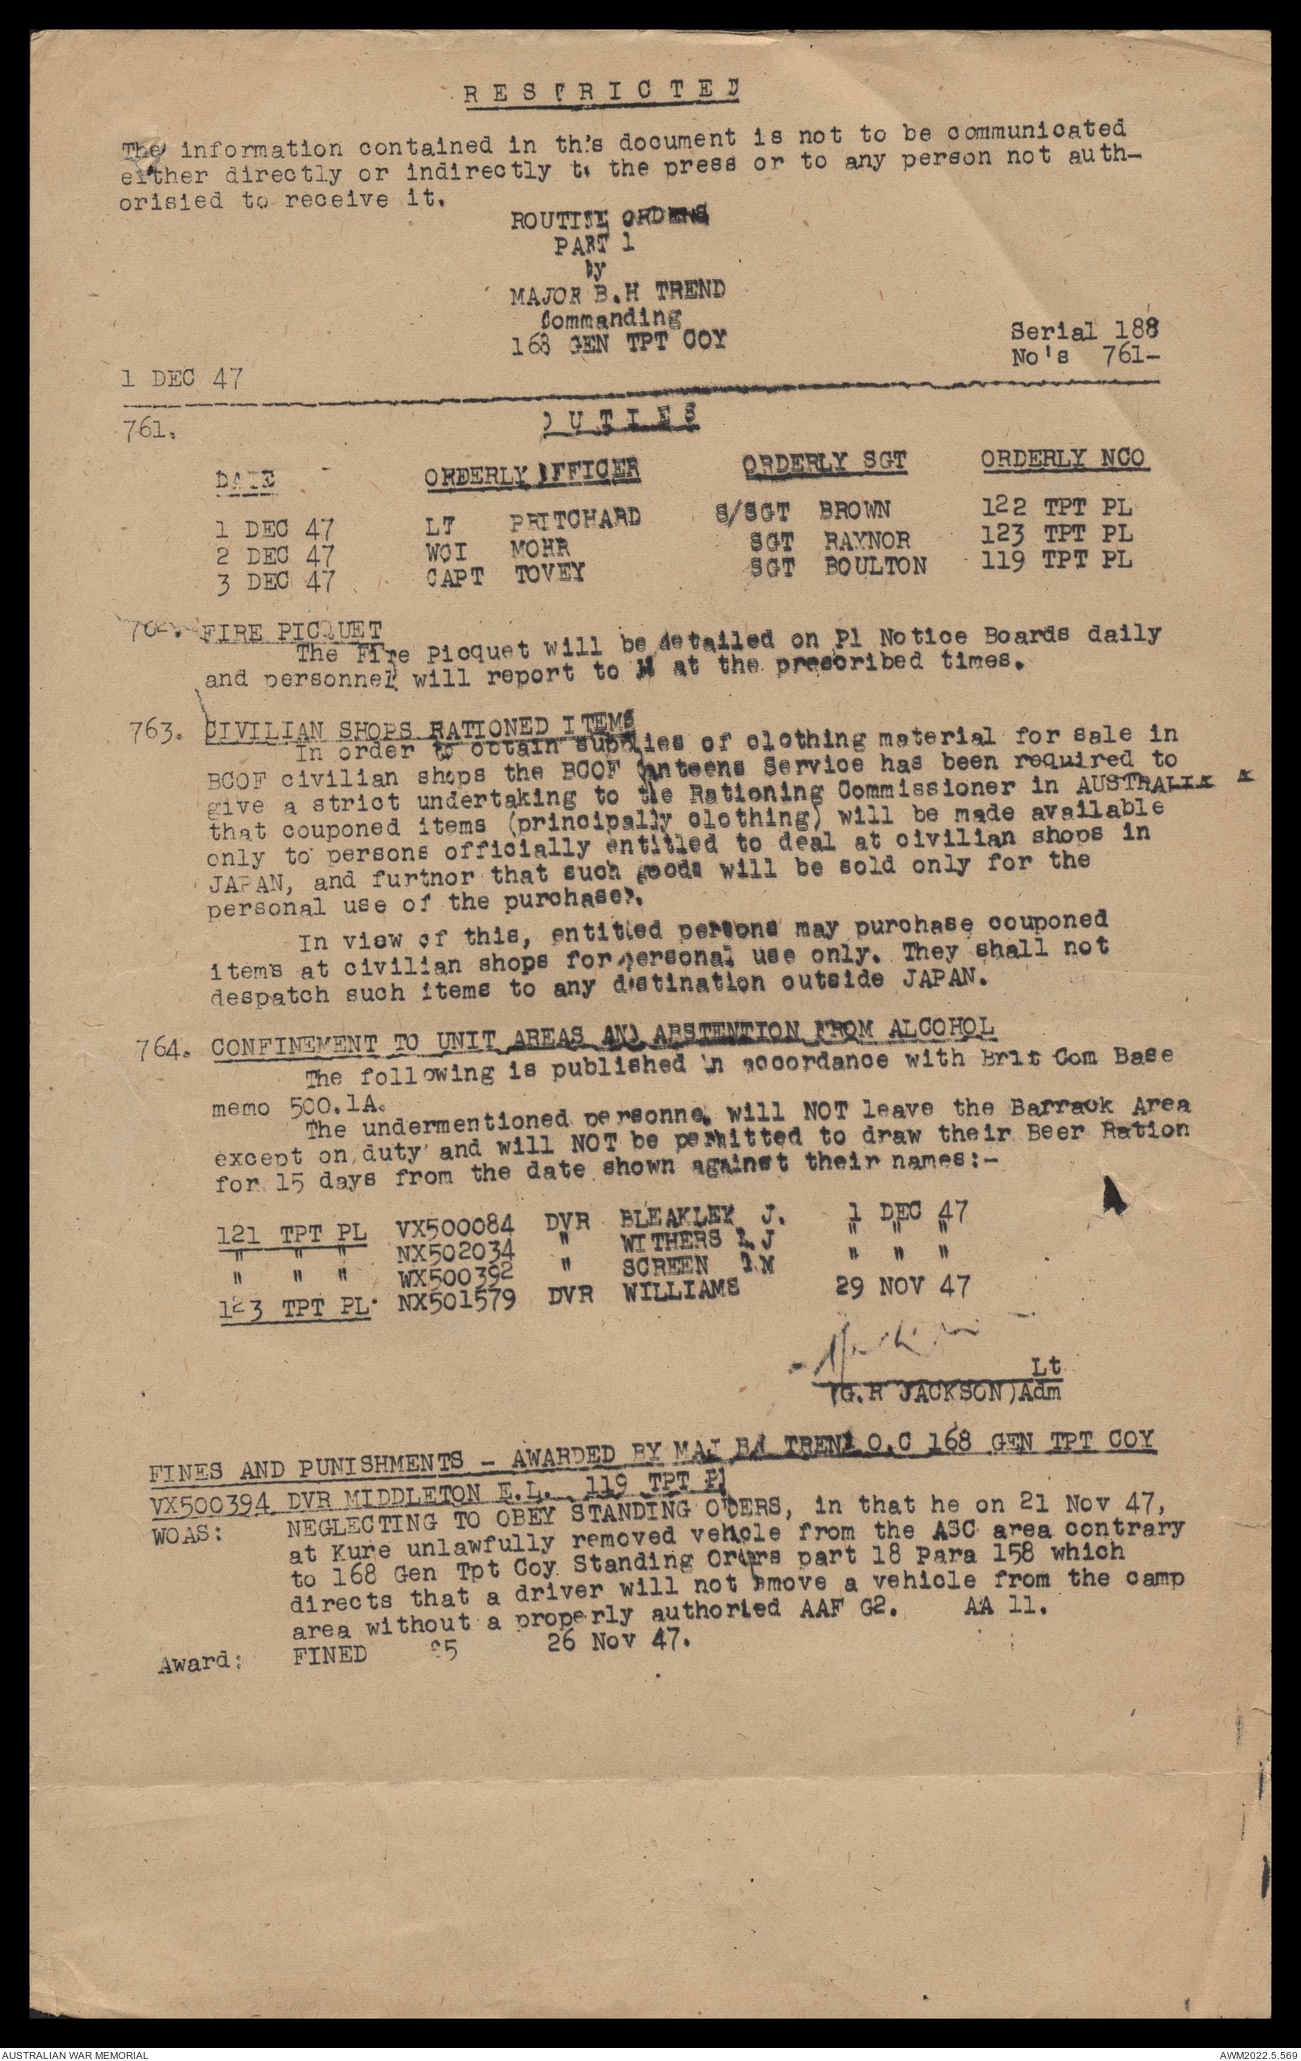 RESTRICTED
The information contained in this document is not to be communicated
either directly or indirectly to the press or to any person not auth-
orisied to receive it.
ROUTINE ORDERS
PART 1
by
MAJOR B.H TREND
Commanding
168 GEN TPT COY
Serial 188
No's 761-
1 DEC 47
761.
DUTIES
DATE ORDERLY OFFICER ORDERLY SGT ORDERLY NCO
1 DEC 47 LT PRITCHARD S/SGT BROWN 122 TPT PL
2 DEC 47 WOI MOHR SGT RAYNOR 123 TPT PL
3 DEC 47 CAPT TOVEY SGT BOULTON 119 TPT PL
762. FIRE PICQUET
The Fire Picquet will be detailed on Pl Notice Boards daily
and personnel will report to at the prescribed times.
763. CIVILIAN SHOPS RATIONED ITEMS
In order to obtain supplies of clothing material for sale in
BCOF civilian shops the BCOF Canteens Service has been required to
give a strict undertaking to the Rationing Commissioner in AUSTRALIA
that couponed items (principally clothing) will be made available
only to persons officially entitled to deal at civilian shops in
JAPAN, and furtnor that such goods will be sold only for the
personal use of the purchaser.
In view of this, entitled persons may purchase couponed
items at civilian shops for personal use only. They shall not
despatch such items to any distination outside JAPAN.
764. CONFINEMENT TO UNIT AREAS AND ABSTENTION FROM ALCOHOL
The following is published in accordance with Brit Com Base
memo 500.1A.
The undermentioned personnel will NOT leave the Barrack Area
except on duty and will NOT be permitted to draw their Beer Ration
for 15 days from the date shown against their names:-
121 TPT PL VX500084 DVR BLEAKLEY J. 1 DEC 47
" " " NX502034 " WITHERS J " " "
" " " WX500392 " SCREEN M " " "
123 TPT PL NX501579 DVR WILLIAMS 29 NOV 47
Lt
(G.R JACKSON)Adm
FINES AND PUNISHMENTS - AWARDED BY MAJ BH TREND O.C 168 GEN TPT COY
VX500394 DVR MIDDLETON E.L. 119 TPT Pl
WOAS: NEGLECTING TO OBEY STANDING ODERS, in that he on 21 Nov 47,
at Kure unlawfully removed vehicle from the ASC area contrary
to 168 Gen Tpt Coy Standing Orders part 18 Para 158 which
directs that a driver will not remove a vehicle from the camp
area without a properly authoried AAF G2. AA 11.
Award: FINED £5 26 Nov 47.
AUSTRALIAN WAR MEMORIAL
AWM2022.5.569